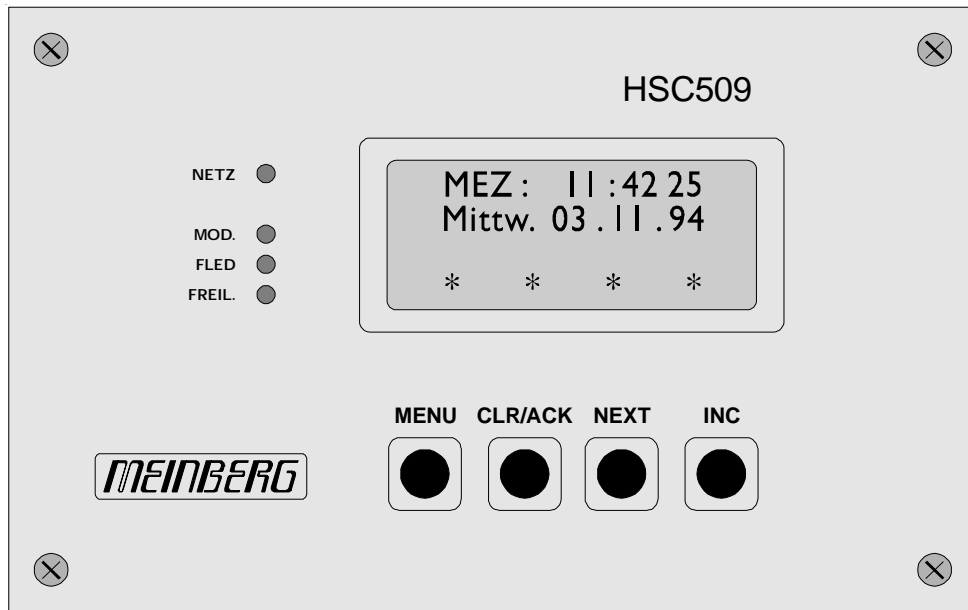 HSC509
NETZ
MOD.
FLED
FREIL.
MEZ : 11 : 42 25
Mittw. 03 . 11 . 94
* * * *
MENU CLR/ACK NEXT INC
MEINBERG